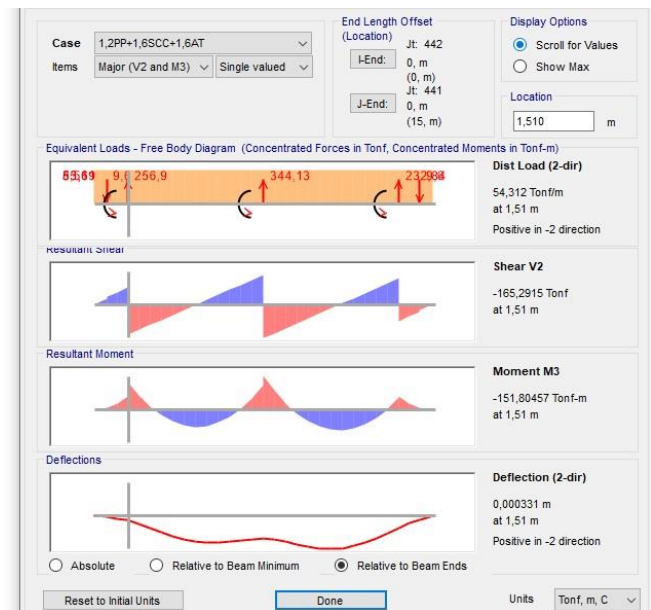 Case 1,2PP+1,6SCC+1,6AT
Items Major (V2 and M3) Single valued
End Length Offset
(Location)
Jt: 442
I-End: 0, m
(0, m)
Jt: 441
J-End: 0, m
(15, m)
Display Options
Scroll for Values
Show Max
Location
1,510 m
Equivalent Loads - Free Body Diagram (Concentrated Forces in Tonf, Concentrated Moments in Tonf-m)
256,9 344,13
Dist Load (2-dir)
54,312 Tonf/m
at 1,51 m
Positive in -2 direction
Resultant Shear
Shear V2
-165,2915 Tonf
at 1,51 m
Resultant Moment
Moment M3
-151,80457 Tonf-m
at 1,51 m
Deflections
Deflection (2-dir)
0,000331 m
at 1,51 m
Positive in -2 direction
Absolute Relative to Beam Minimum Relative to Beam Ends
Reset to Initial Units Done Units Tonf, m, C